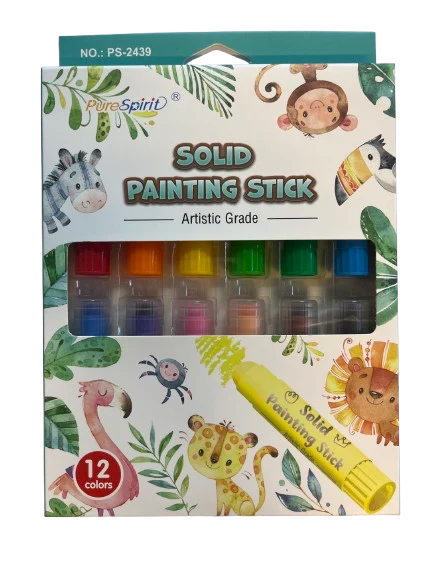 NO.: PS-2439
PureSpirit ®
SOLID
PAINTING STICK
Artistic Grade
Solid
Painting Stick
12
colors